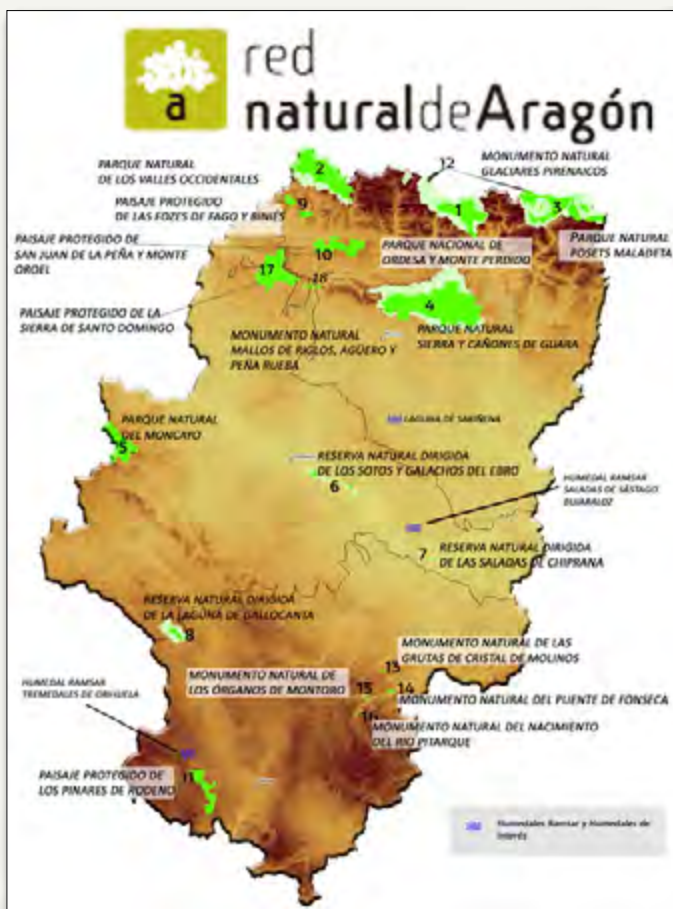 a
red
naturaldeAragón
12
MONUMENTO NATURAL
GLACIARES PIRENAICOS
PARQUE NATURAL
DE LOS VALLES OCCIDENTALES
2
9
PAISAJE PROTEGIDO
DE LAS FOZES DE FAGO Y BINIÉS
1
3
PARQUE NATURAL
POSETS MALADETA
PAISAJE PROTEGIDO DE
SAN JUAN DE LA PEÑA Y MONTE
OROEL
10
PARQUE NACIONAL DE
ORDESA Y MONTE PERDIDO
17
18
4
PAISAJE PROTEGIDO DE LA
SIERRA DE SANTO DOMINGO
MONUMENTO NATURAL
MALLOS DE RIGLOS, AGÜERO Y
PEÑA RUEBA
PARQUE NATURAL
SIERRA Y CAÑONES DE GUARA
LAGUNA DE SARIÑENA
PARQUE NATURAL
DEL MONCAYO
5
RESERVA NATURAL DIRIGIDA
DE LOS SOTOS Y GALACHOS DEL EBRO
6
HUMEDAL RAMSAR
SALADAS DE SÁSTAGO
BUJARALOZ
7
RESERVA NATURAL DIRIGIDA
DE LAS SALADAS DE CHIPRANA
RESERVA NATURAL DIRIGIDA
DE LA LAGUNA DE GALLOCANTA
8
MONUMENTO NATURAL DE LAS
GRUTAS DE CRISTAL DE MOLINOS
13
MONUMENTO NATURAL DE
LOS ÓRGANOS DE MONTORO
15
14
MONUMENTO NATURAL DEL PUENTE DE FONSECA
16
MONUMENTO NATURAL DEL NACIMIENTO
DEL RIO PITARQUE
HUMEDAL RAMSAR
TREMEDALES DE ORIHUELA
11
PAISAJE PROTEGIDO DE
LOS PINARES DE RODENO
Humedales Ramsar y Humedales de
Interés